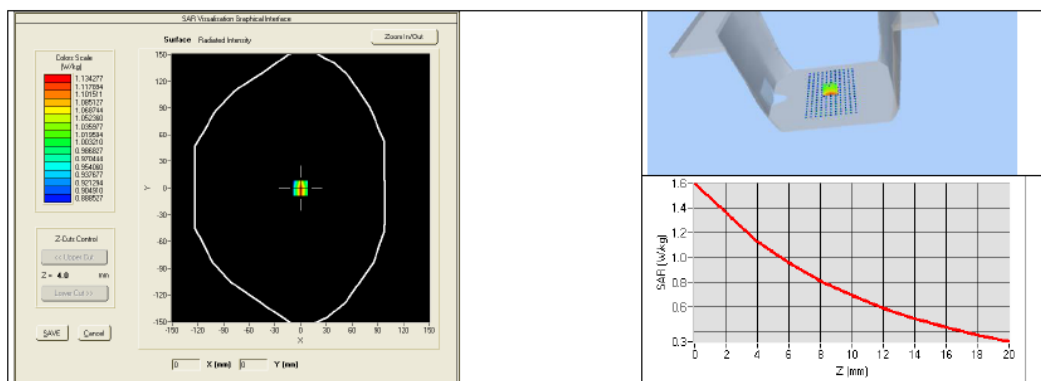 SAR Visualisation Graphical Interface
Surface Radiated Intensity
Zoom In/Out
Colors Scale
(W/kg)
1.134277
1.117894
1.101511
1.085127
1.068744
1.052360
1.035977
1.019594
1.003210
0.986827
0.970444
0.954060
0.937677
0.921294
0.904910
0.888527
Z-Cuts Control
<< Upper Cut
Z = 4.0 mm
Lower Cut >>
SAVE Cancel
150
120
90
60
30
Y 0
-30
-60
-90
-120
-150
-150 -120 -90 -60 -30 0 30 60 90 120 150
X
0 X (mm) 0 Y (mm)
1.6
1.4
1.2
1.0
0.8
0.6
0.3
SAR (W/kg)
0 2 4 6 8 10 12 14 16 18 20
Z (mm)